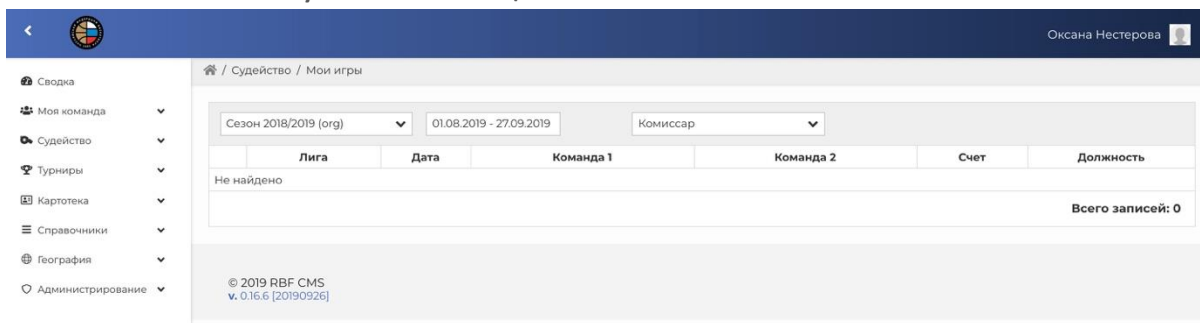 Оксана Нестерова
/ Судейство / Мои игры
Сводка
Моя команда
Судейство
Турниры
Картотека
Справочники
География
Администрирование
Сезон 2018/2019 (org) 01.08.2019 - 27.09.2019 Комиссар
Лига Дата Команда 1 Команда 2 Счет Должность
Не найдено
Всего записей: 0
© 2019 RBF CMS
v. 0.16.6 [20190926]